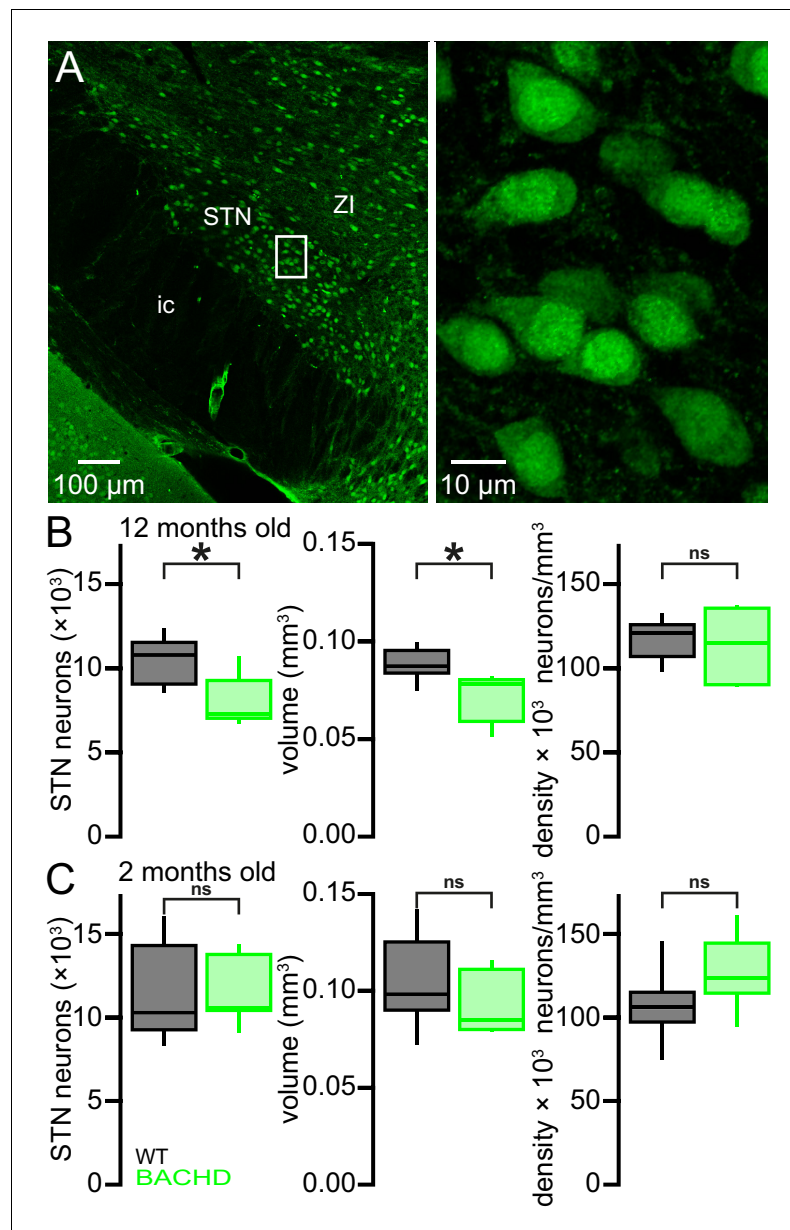 A
STN
ZI
ic
100 µm
10 µm
B
12 months old
STN neurons (×10³)
15
10
5
0
*
volume (mm³)
0.15
0.10
0.05
0.00
*
density × 10³ neurons/mm³
150
100
50
0
ns
C
2 months old
STN neurons (×10³)
15
10
5
0
ns
WT
BACHD
volume (mm³)
0.15
0.10
0.05
0.00
ns
density × 10³ neurons/mm³
150
100
50
0
ns